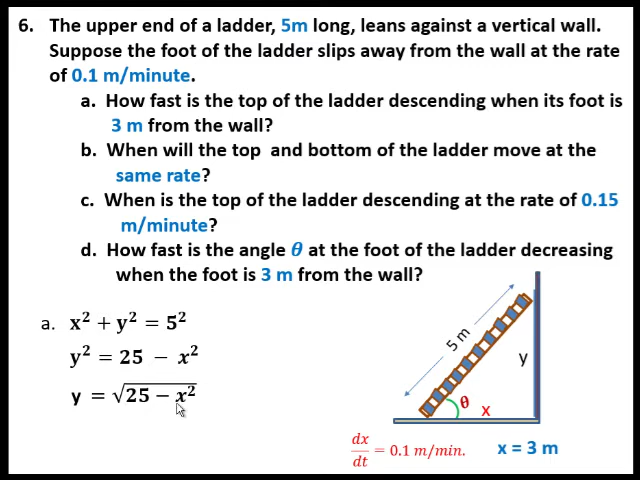 6. The upper end of a ladder, 5m long, leans against a vertical wall.
Suppose the foot of the ladder slips away from the wall at the rate
of 0.1 m/minute.
a. How fast is the top of the ladder descending when its foot is
3 m from the wall?
b. When will the top and bottom of the ladder move at the
same rate?
c. When is the top of the ladder descending at the rate of 0.15
m/minute?
d. How fast is the angle θ at the foot of the ladder decreasing
when the foot is 3 m from the wall?
a. x² + y² = 5²
y² = 25 − x²
y = √(25 − x²)
5 m
y
θ
x
dx/dt = 0.1 m/min.
x = 3 m